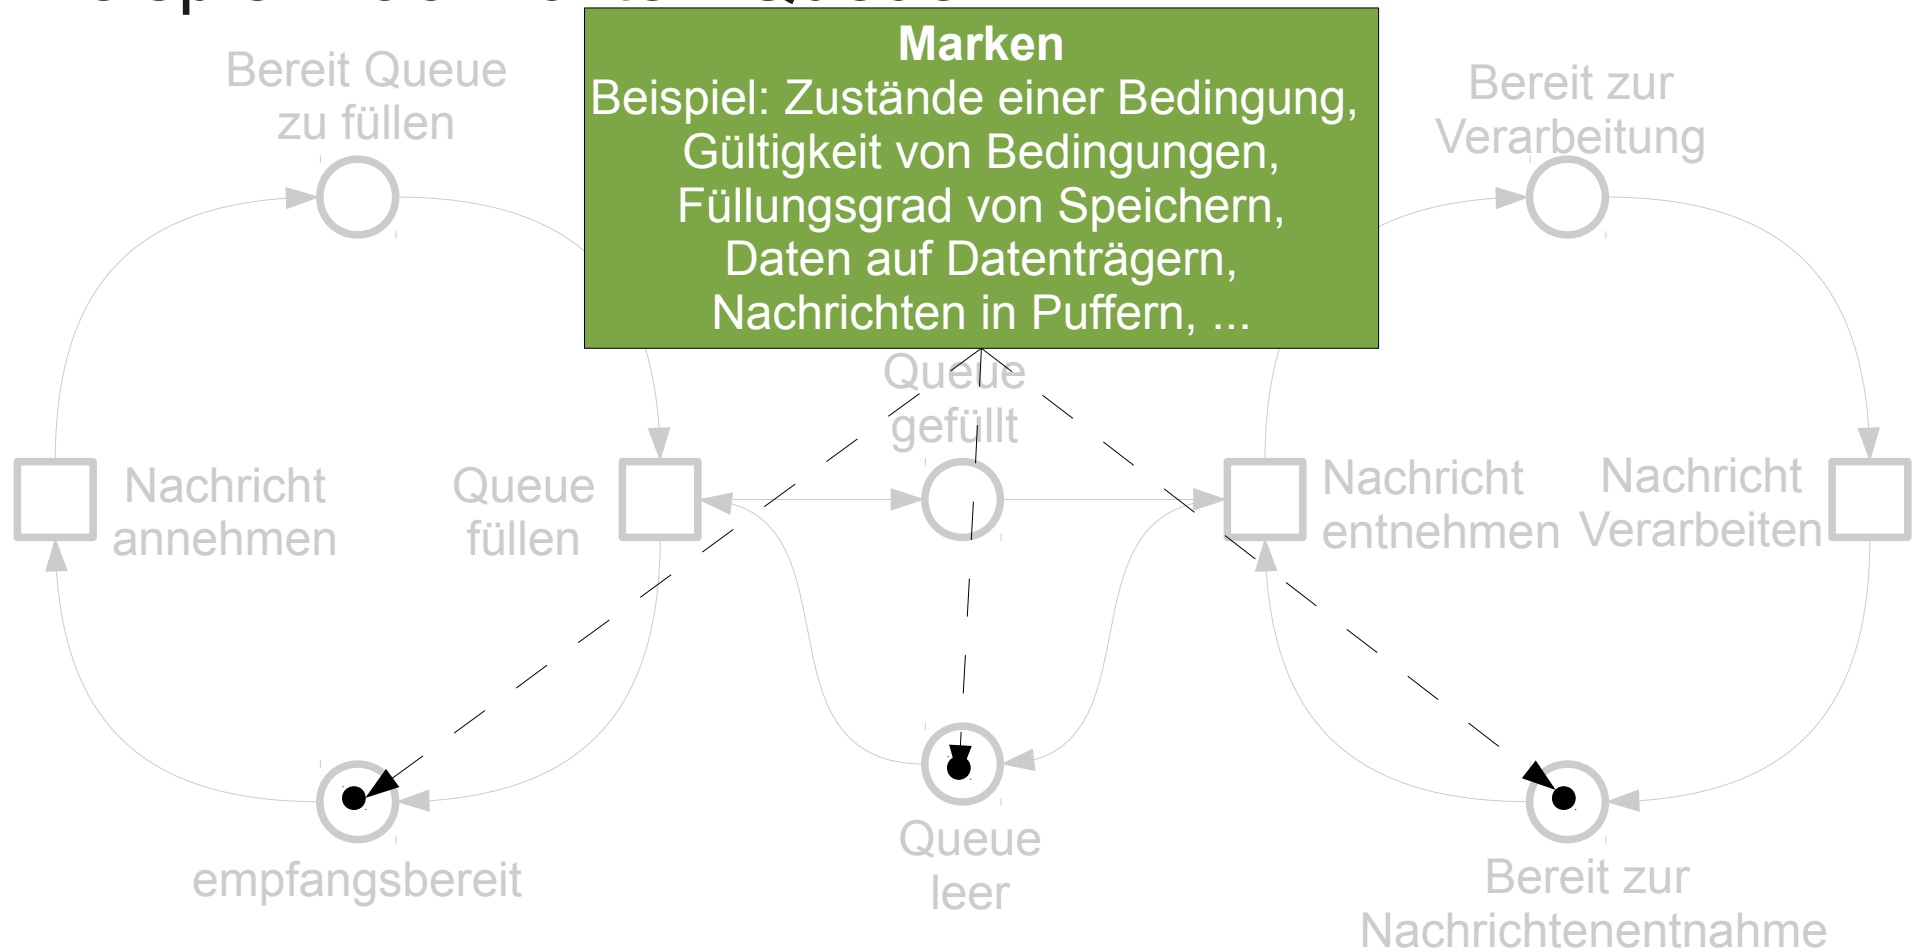 Marken
Beispiel: Zustände einer Bedingung,
Gültigkeit von Bedingungen,
Füllungsgrad von Speichern,
Daten auf Datenträgern,
Nachrichten in Puffern, ...
Bereit Queue
zu füllen
Bereit zur
Verarbeitung
Queue
gefüllt
Nachricht
annehmen
Queue
füllen
Nachricht
entnehmen
Nachricht
Verarbeiten
empfangsbereit
Queue
leer
Bereit zur
Nachrichtenentnahme